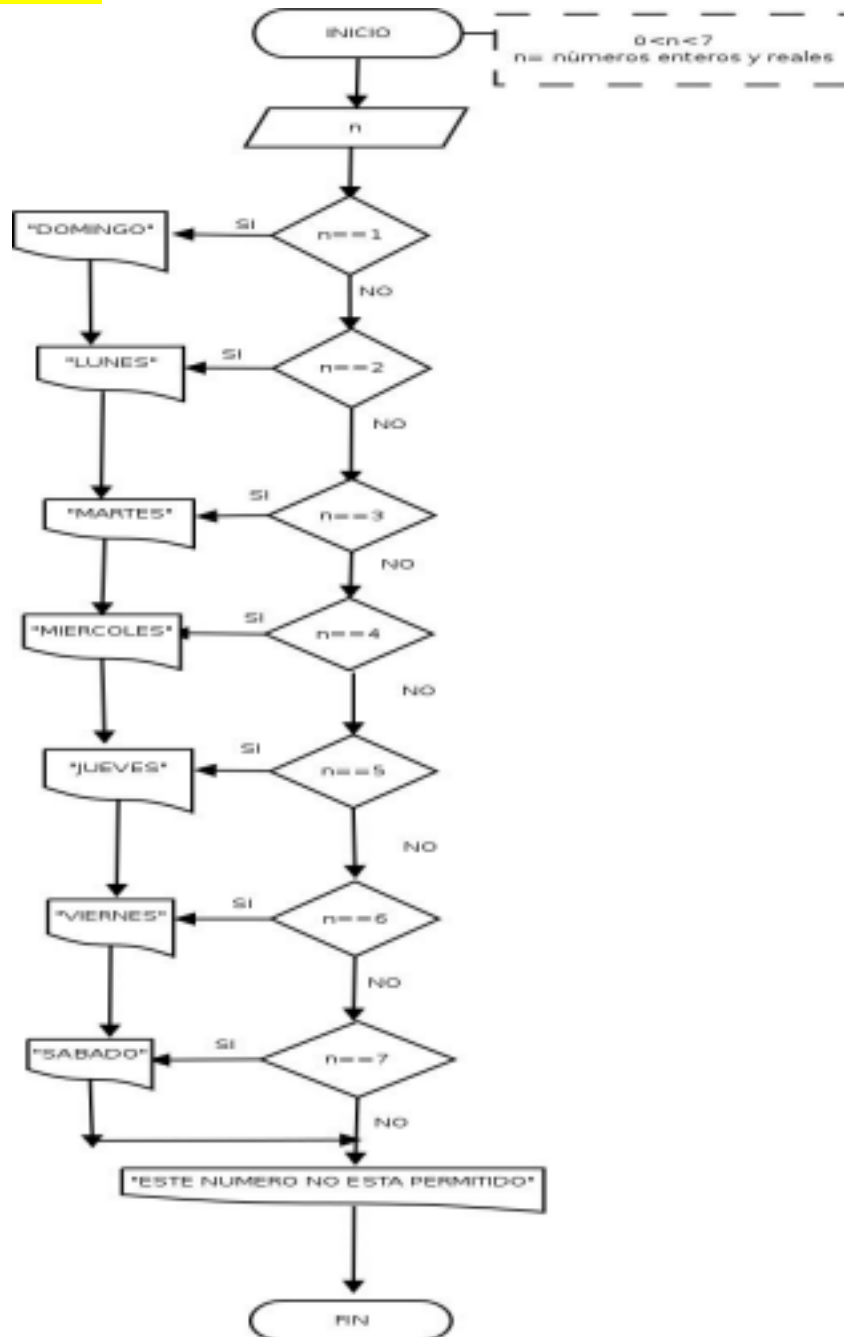 INICIO
0<n<7
n= números enteros y reales
n
n==1
SI
"DOMINGO"
NO
n==2
SI
"LUNES"
NO
n==3
SI
"MARTES"
NO
n==4
SI
"MIERCOLES"
NO
n==5
SI
"JUEVES"
NO
n==6
SI
"VIERNES"
NO
n==7
SI
"SABADO"
NO
"ESTE NUMERO NO ESTA PERMITIDO"
FIN